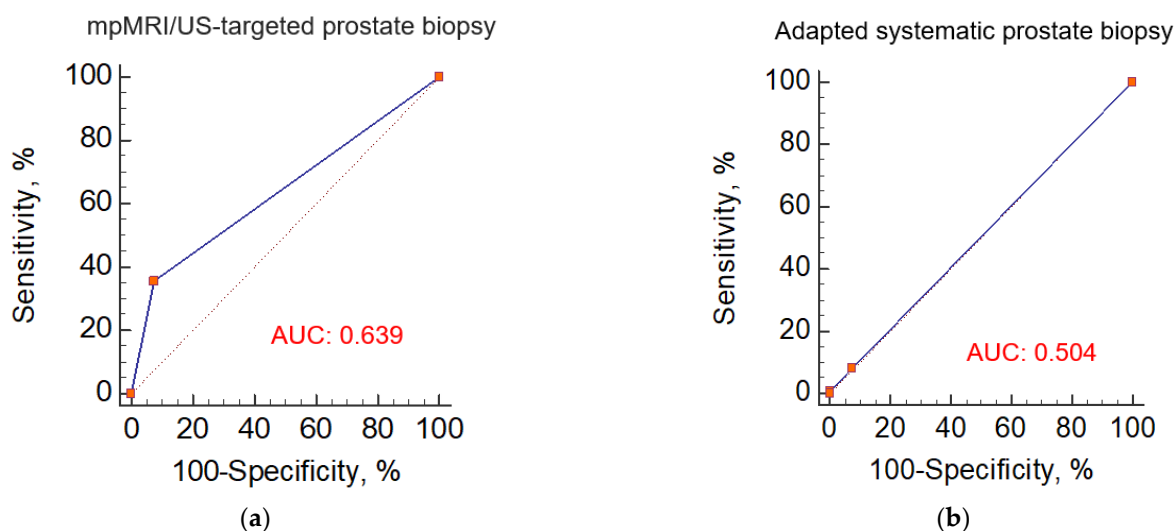 mpMRI/US-targeted prostate biopsy
100
80
60
40
20
0
Sensitivity, %
AUC: 0.639
0 20 40 60 80 100
100-Specificity, %
(a)
Adapted systematic prostate biopsy
100
80
60
40
20
0
Sensitivity, %
AUC: 0.504
0 20 40 60 80 100
100-Specificity, %
(b)